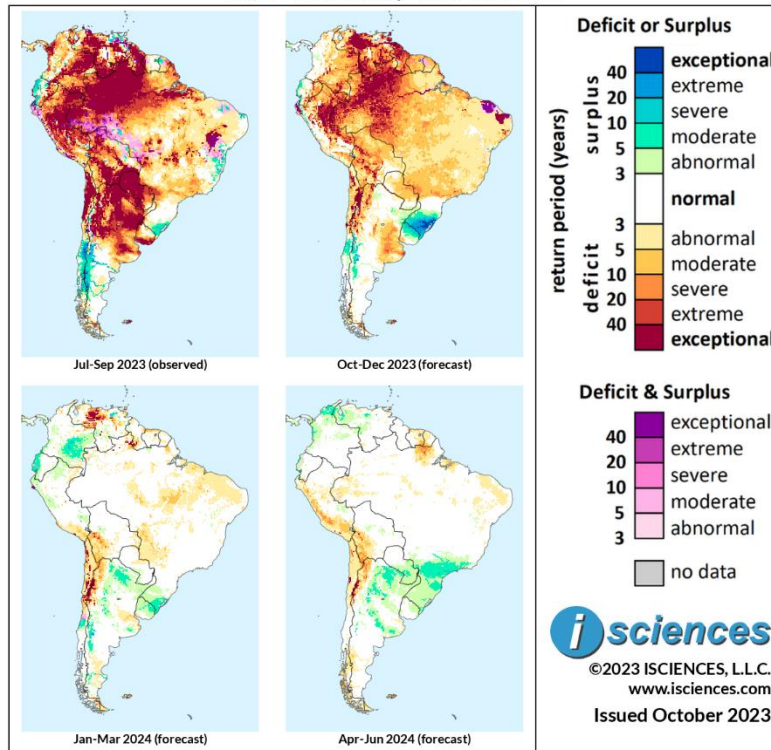 Jul-Sep 2023 (observed)
Oct-Dec 2023 (forecast)
Jan-Mar 2024 (forecast)
Apr-Jun 2024 (forecast)
Deficit or Surplus
return period (years)
surplus
deficit
40
20
10
5
3
3
5
10
20
40
exceptional
extreme
severe
moderate
abnormal
normal
abnormal
moderate
severe
extreme
exceptional
Deficit & Surplus
40
20
10
5
3
exceptional
extreme
severe
moderate
abnormal
no data
i sciences
©2023 ISCIENCES, L.L.C.
www.isciences.com
Issued October 2023